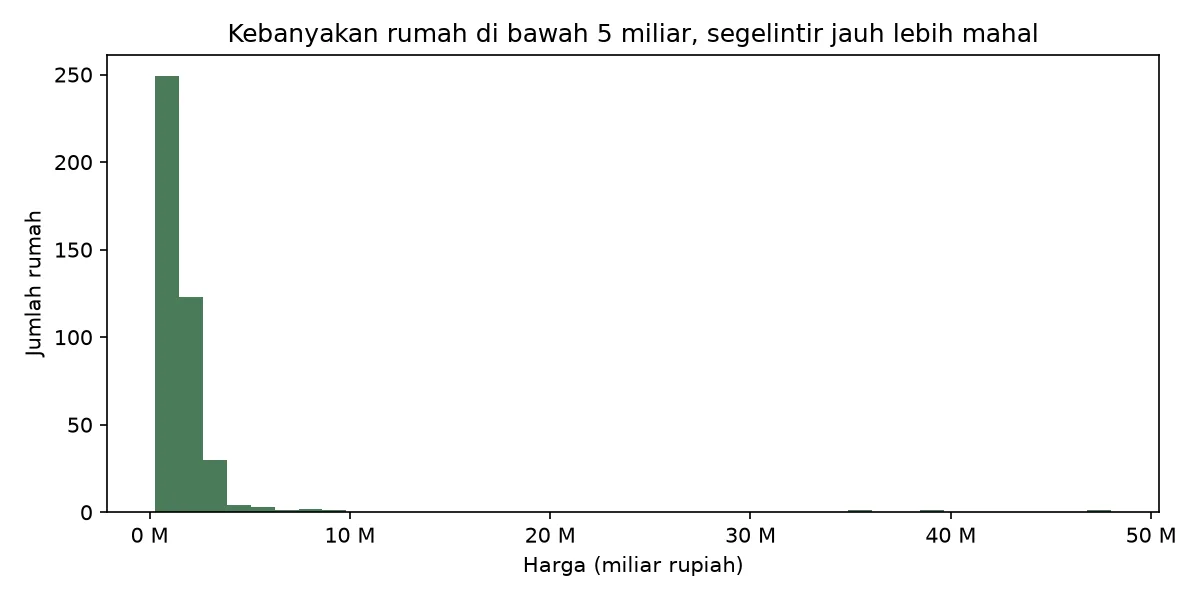 Kebanyakan rumah di bawah 5 miliar, segelintir jauh lebih mahal
Jumlah rumah
250
200
150
100
50
0
0 M 10 M 20 M 30 M 40 M 50 M
Harga (miliar rupiah)